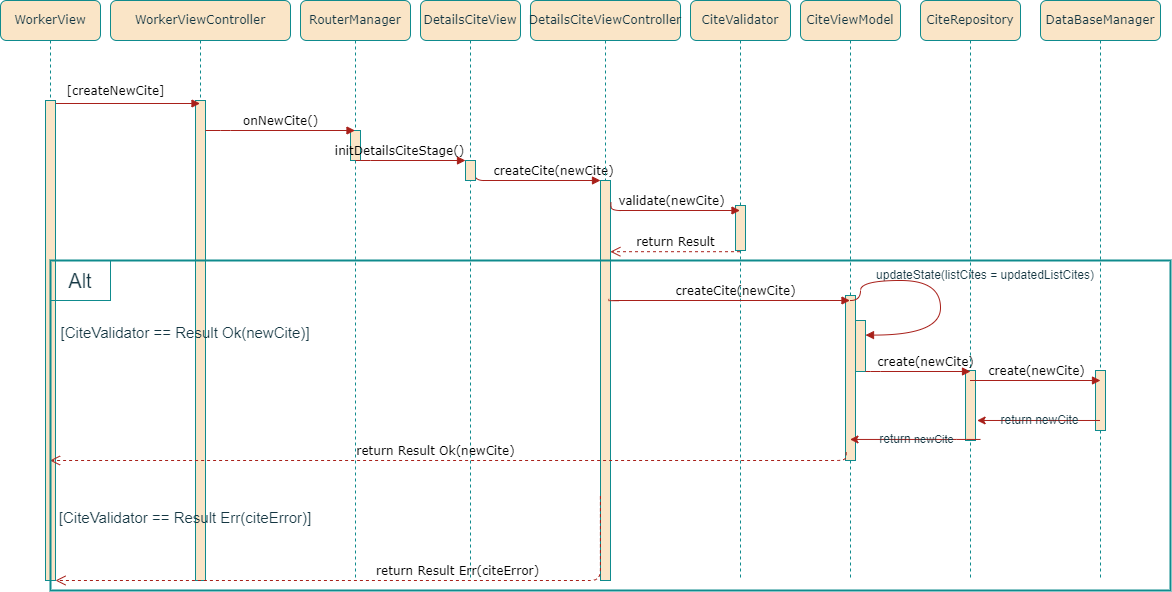 WorkerView
WorkerViewController
RouterManager
DetailsCiteView
DetailsCiteViewController
CiteValidator
CiteViewModel
CiteRepository
DataBaseManager
[createNewCite]
onNewCite()
initDetailsCiteStage()
createCite(newCite)
validate(newCite)
return Result
Alt
updateState(listCites = updatedListCites)
createCite(newCite)
[CiteValidator == Result Ok(newCite)]
create(newCite)
create(newCite)
return newCite
return newCite
return Result Ok(newCite)
[CiteValidator == Result Err(citeError)]
return Result Err(citeError)